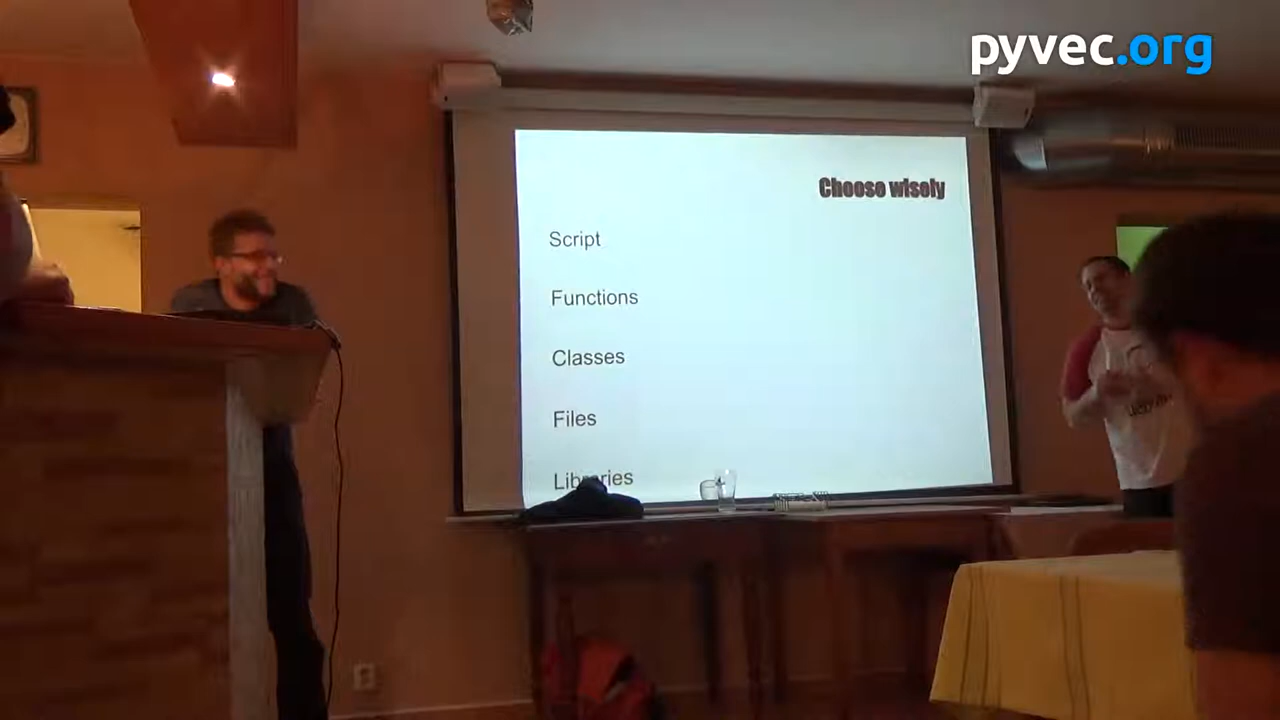 pyvec.org
Choose wisely
Script
Functions
Classes
Files
Libraries